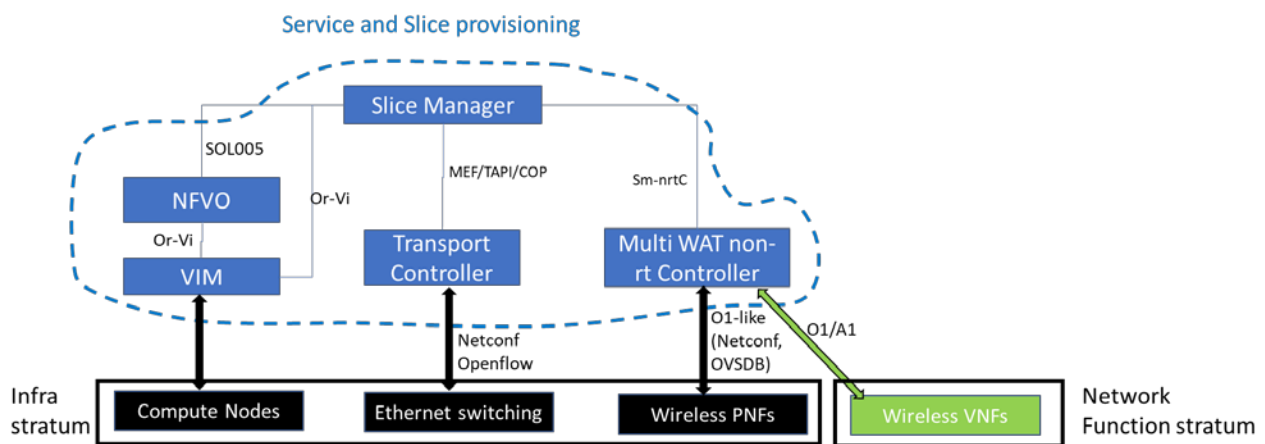 Service and Slice provisioning
Slice Manager
SOL005
MEF/TAPI/COP
Sm-nrtC
NFVO
Or-Vi
Or-Vi
VIM
Transport
Controller
Multi WAT non-
rt Controller
Netconf
Openflow
O1-like
(Netconf,
OVSDB)
O1/A1
Infra
stratum
Compute Nodes
Ethernet switching
Wireless PNFs
Wireless VNFs
Network
Function stratum